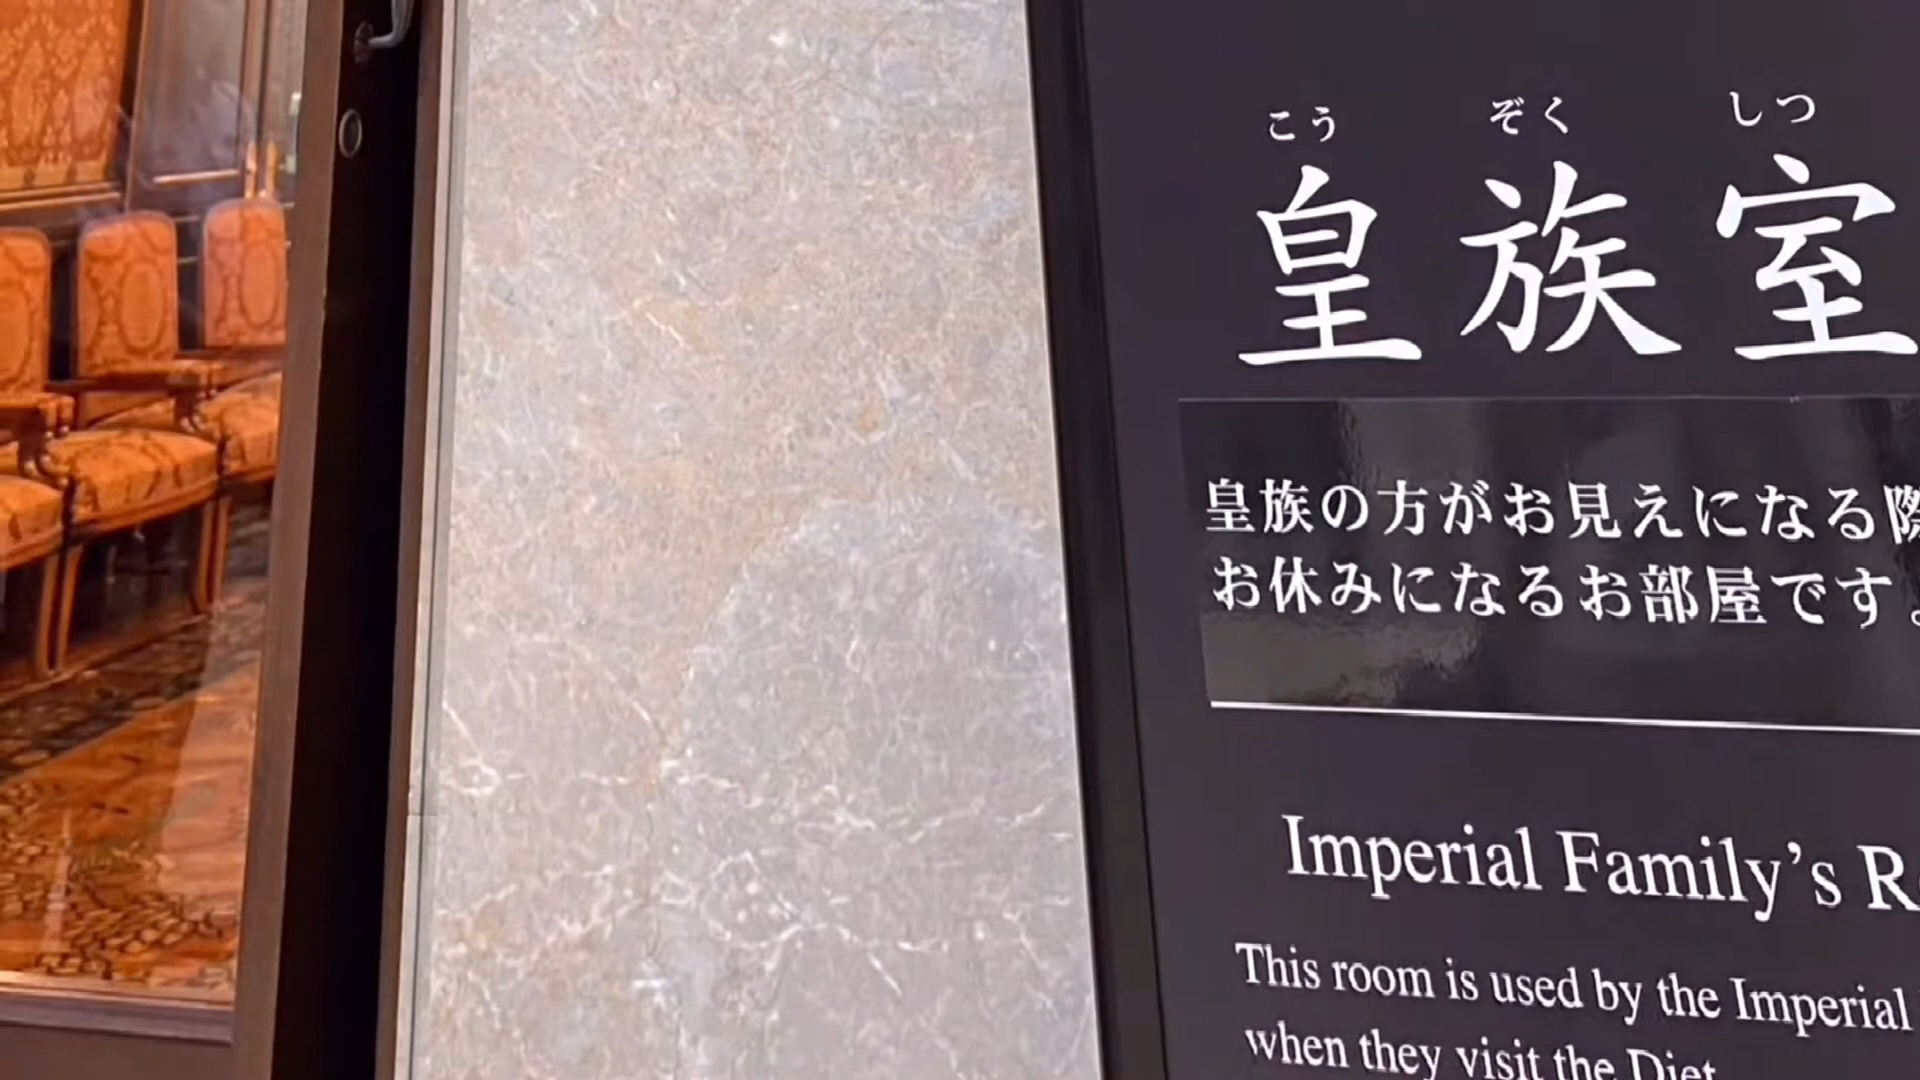 こう ぞく しつ
皇族室
皇族の方がお見えになる際
お休みになるお部屋です。
Imperial Family's
This room is used by the Imperial
when they visit the Diet